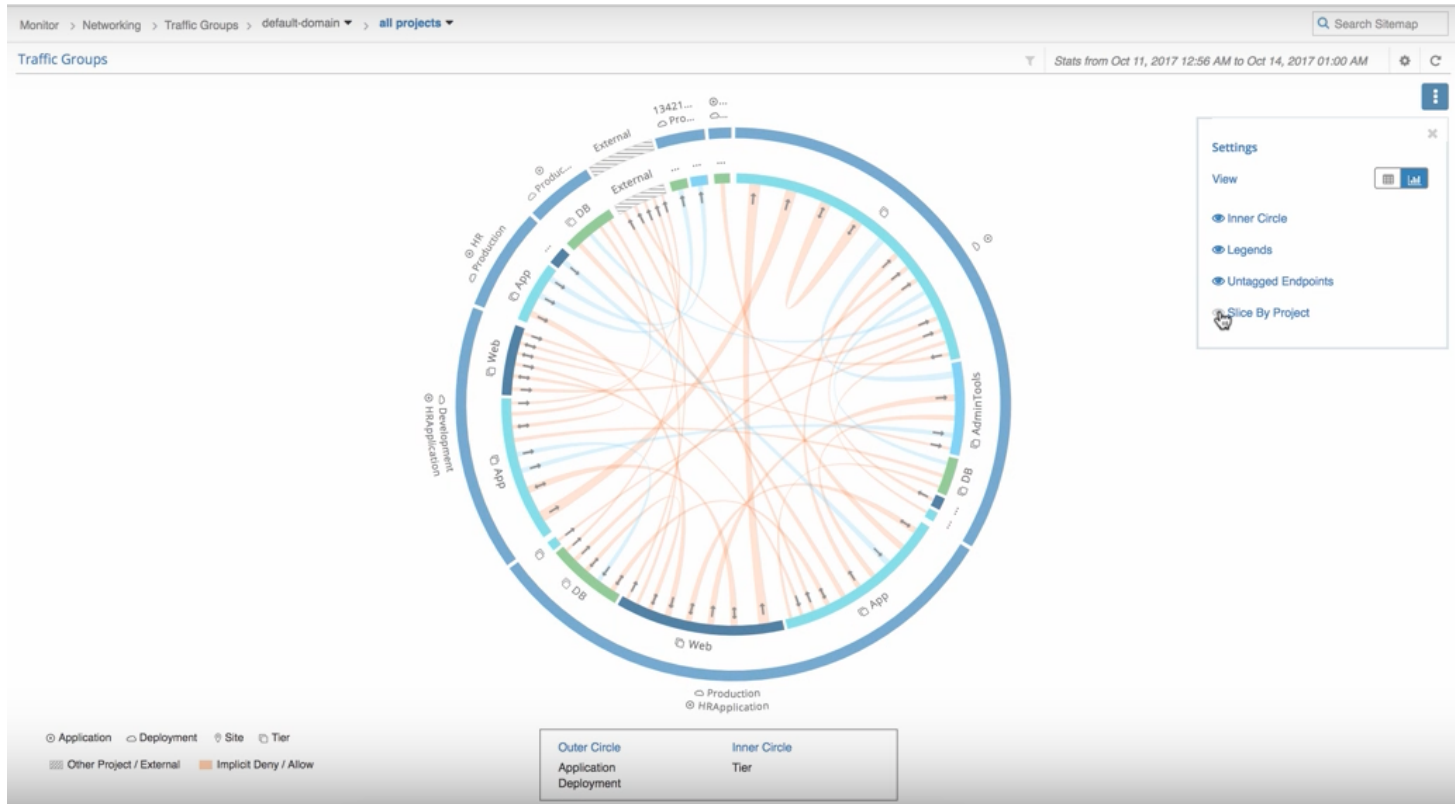 Monitor > Networking > Traffic Groups > default-domain > all projects
Search Sitemap
Traffic Groups
Stats from Oct 11, 2017 12:56 AM to Oct 14, 2017 01:00 AM
Settings
View
Inner Circle
Legends
Untagged Endpoints
Slice By Project
13421...
Pro...
...
...
External
Produc...
HR
Production
Development
HRApplication
Production
HRApplication
...
...
...
External
DB
...
App
Web
App
DB
Web
App
...
...
DB
AdminTools
Application Deployment Site Tier
Other Project / External Implicit Deny / Allow
Outer Circle Inner Circle
Application Tier
Deployment